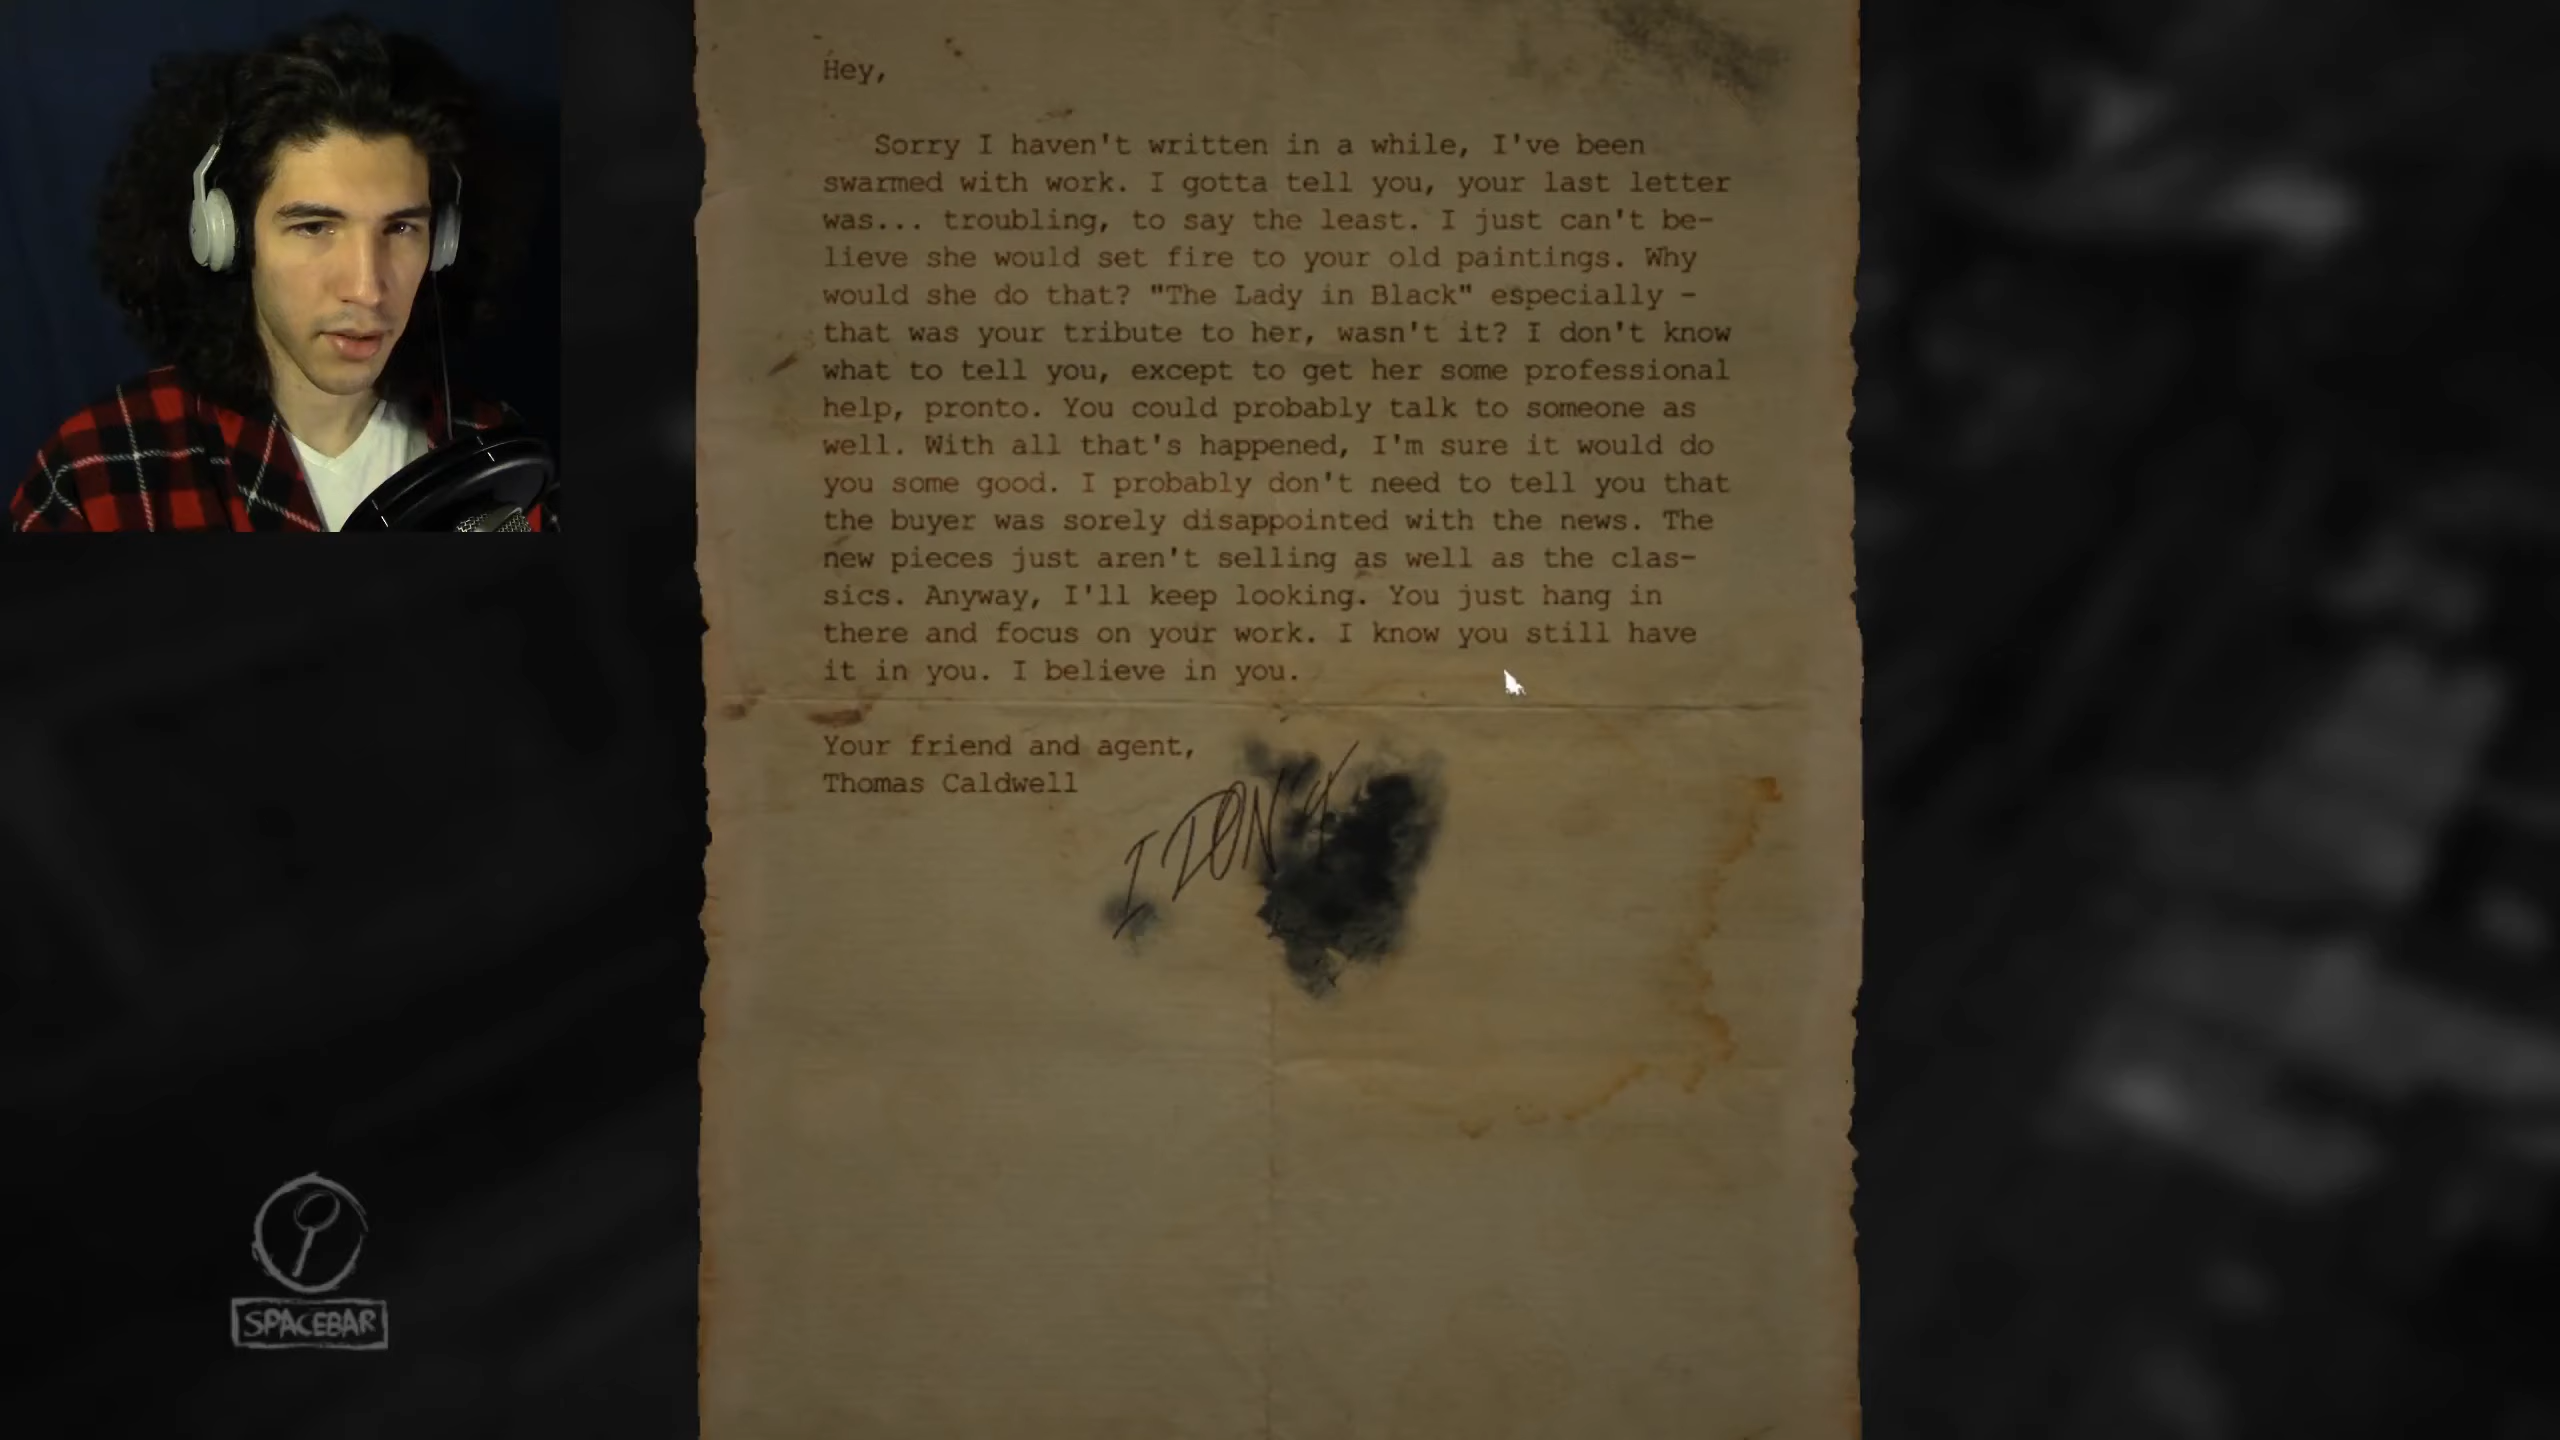 Hey,
Sorry I haven't written in a while, I've been
swarmed with work. I gotta tell you, your last letter
was... troubling, to say the least. I just can't be-
lieve she would set fire to your old paintings. Why
would she do that? "The Lady in Black" especially -
that was your tribute to her, wasn't it? I don't know
what to tell you, except to get her some professional
help, pronto. You could probably talk to someone as
well. With all that's happened, I'm sure it would do
you some good. I probably don't need to tell you that
the buyer was sorely disappointed with the news. The
new pieces just aren't selling as well as the clas-
sics. Anyway, I'll keep looking. You just hang in
there and focus on your work. I know you still have
it in you. I believe in you.
Your friend and agent,
Thomas Caldwell
I DON'T
SPACEBAR